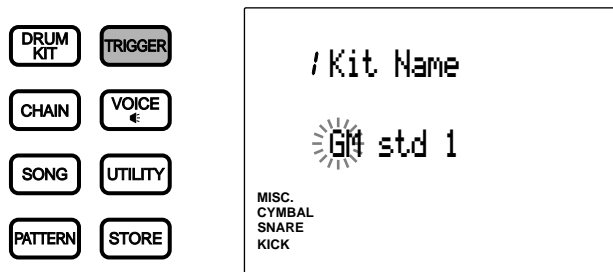 DRUM
KIT
TRIGGER
CHAIN
VOICE
SONG
UTILITY
PATTERN
STORE
1 Kit Name
GM std 1
MISC.
CYMBAL
SNARE
KICK